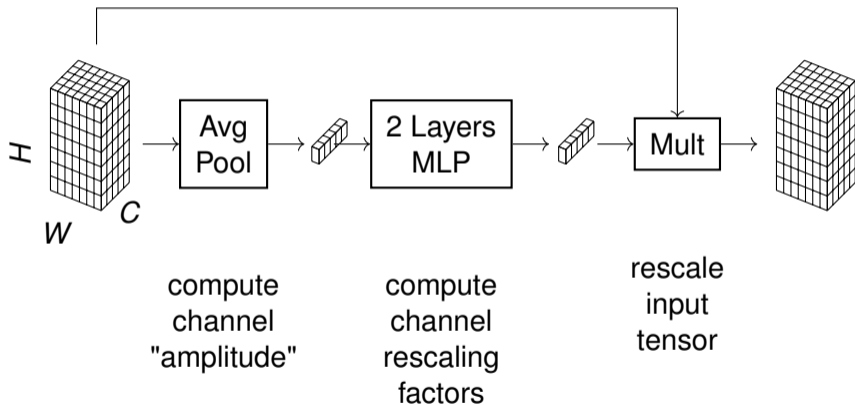 H
W
C
Avg
Pool
2 Layers
MLP
Mult
compute
channel
"amplitude"
compute
channel
rescaling
factors
rescale
input
tensor